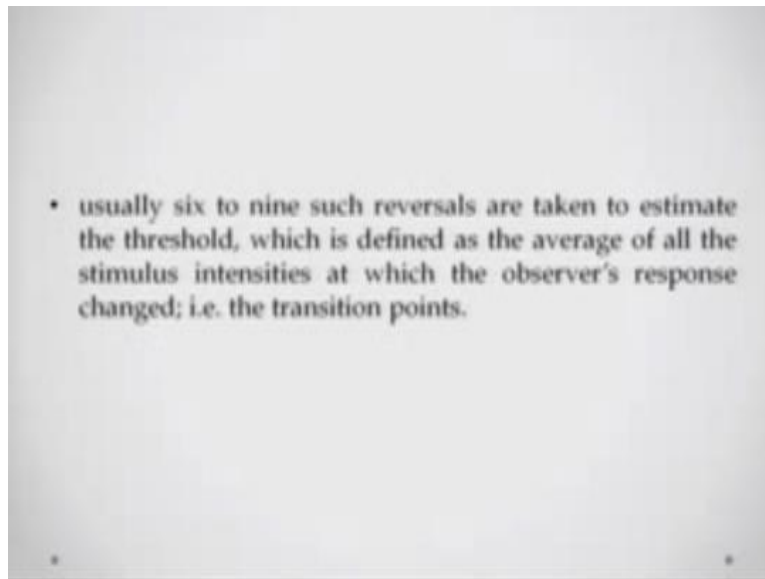 • usually six to nine such reversals are taken to estimate
the threshold, which is defined as the average of all the
stimulus intensities at which the observer's response
changed; i.e. the transition points.